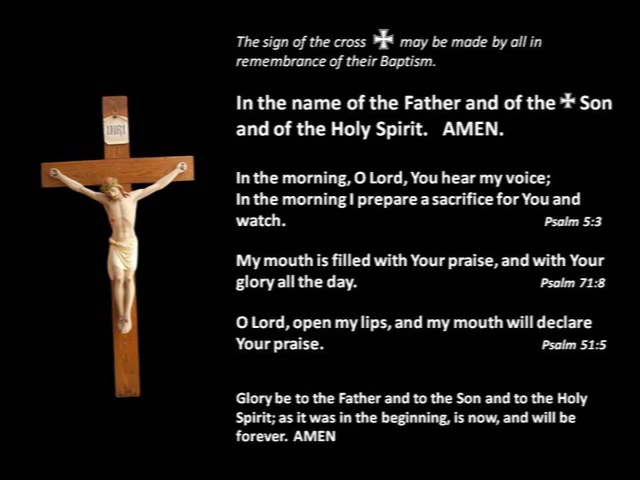 INRI
The sign of the cross ✠ may be made by all in
remembrance of their Baptism.
In the name of the Father and of the ✠ Son
and of the Holy Spirit. AMEN.
In the morning, O Lord, You hear my voice;
In the morning I prepare a sacrifice for You and
watch. Psalm 5:3
My mouth is filled with Your praise, and with Your
glory all the day. Psalm 71:8
O Lord, open my lips, and my mouth will declare
Your praise. Psalm 51:5
Glory be to the Father and to the Son and to the Holy
Spirit; as it was in the beginning, is now, and will be
forever. AMEN